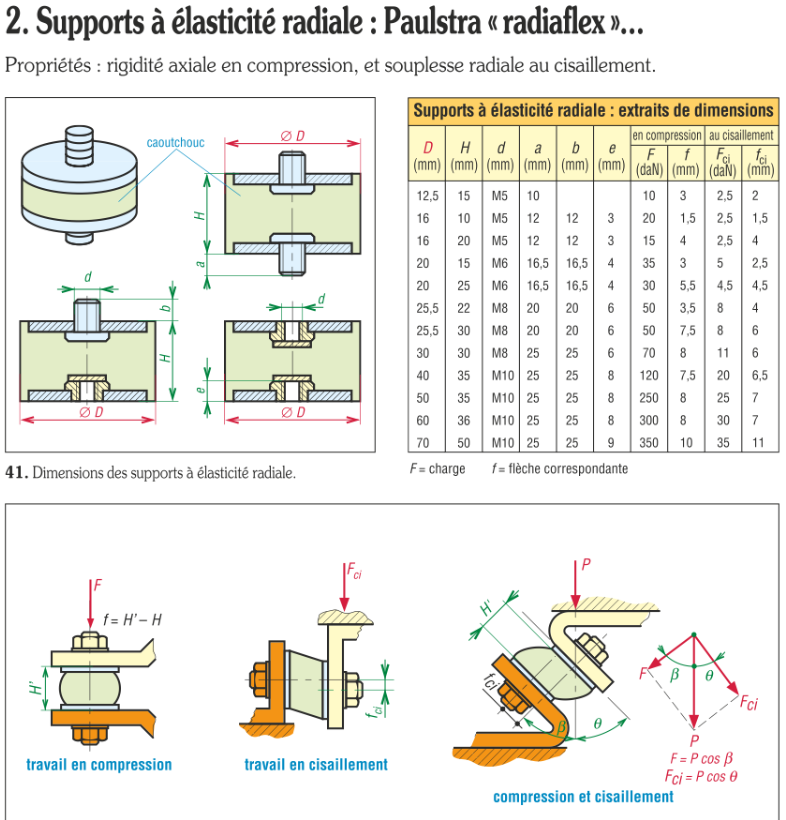 2. Supports à élasticité radiale : Paulstra « radiaflex »...
Propriétés : rigidité axiale en compression, et souplesse radiale au cisaillement.
caoutchouc
Ø D
H
a
d
b
H
Ø D
d
e
Ø D
41. Dimensions des supports à élasticité radiale.
Supports à élasticité radiale : extraits de dimensions
en compression au cisaillement
D (mm) H (mm) d (mm) a (mm) b (mm) e (mm) F (daN) f (mm) Fci (daN) fci (mm)
12,5 15 M5 10 10 3 2,5 2
16 10 M5 12 12 3 20 1,5 2,5 1,5
16 20 M5 12 12 3 15 4 2,5 4
20 15 M6 16,5 16,5 4 35 3 5 2,5
20 25 M6 16,5 16,5 4 30 5,5 4,5 4,5
25,5 22 M8 20 20 6 50 3,5 8 4
25,5 30 M8 20 20 6 50 7,5 8 6
30 30 M8 25 25 6 70 8 11 6
40 35 M10 25 25 8 120 7,5 20 6,5
50 35 M10 25 25 8 250 8 25 7
60 36 M10 25 25 8 300 8 30 7
70 50 M10 25 25 9 350 10 35 11
F = charge f = flèche correspondante
F
f = H' – H
H'
travail en compression
Fci
fci
travail en cisaillement
P
H'
fci
β θ
F β θ
Fci
P
F = P cos β
Fci = P cos θ
compression et cisaillement